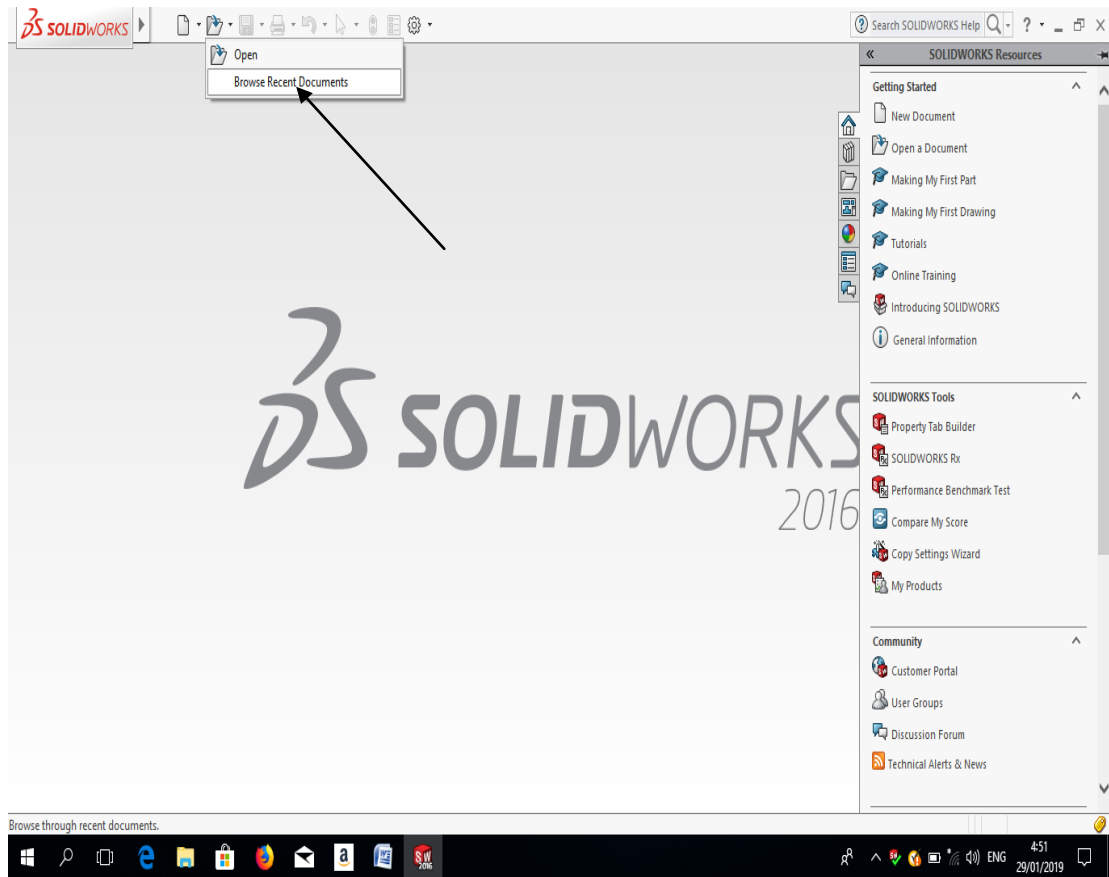 SOLIDWORKS
Search SOLIDWORKS Help
?
Open
Browse Recent Documents
SOLIDWORKS Resources
Getting Started
New Document
Open a Document
Making My First Part
Making My First Drawing
Tutorials
Online Training
Introducing SOLIDWORKS
General Information
SOLIDWORKS
2016
SOLIDWORKS Tools
Property Tab Builder
SOLIDWORKS Rx
Performance Benchmark Test
Compare My Score
Copy Settings Wizard
My Products
Community
Customer Portal
User Groups
Discussion Forum
Technical Alerts & News
Browse through recent documents.
a
SW
2016
ENG
4:51
29/01/2019